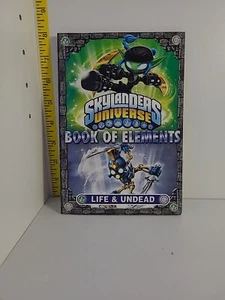 SKYLANDERS
UNIVERSE
BOOK OF ELEMENTS
LIFE & UNDEAD